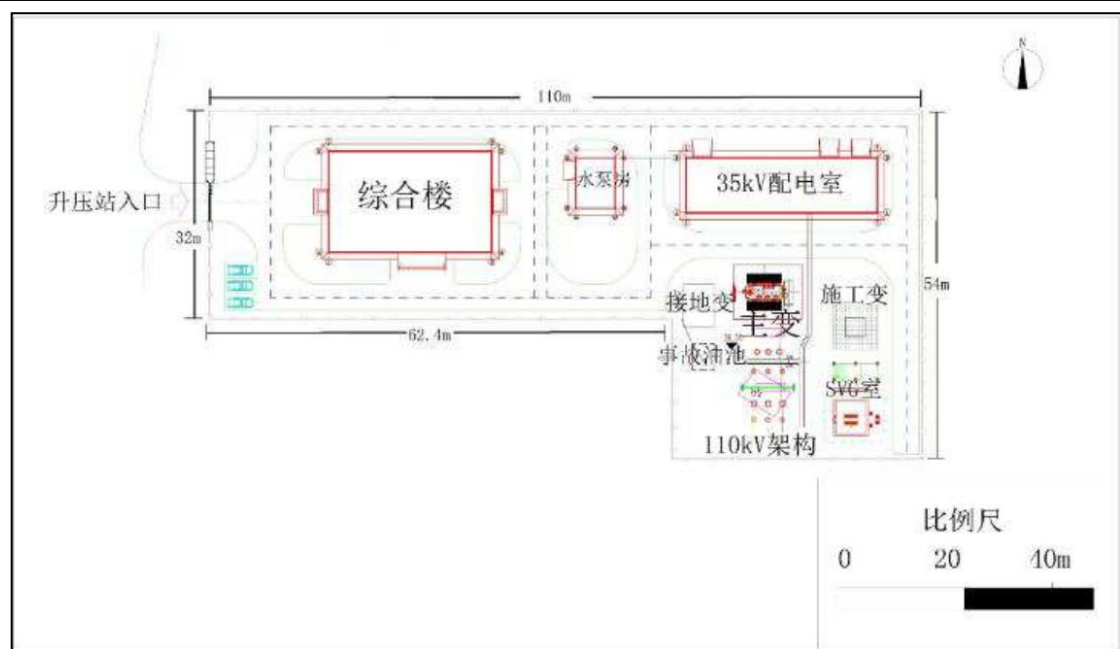 N
110m
综合楼
水泵房
35kV配电室
升压站入口
32m
54m
接地变
主变
施工变
62.4m
事故油池
SVG室
110kV架构
比例尺
0 20 40m